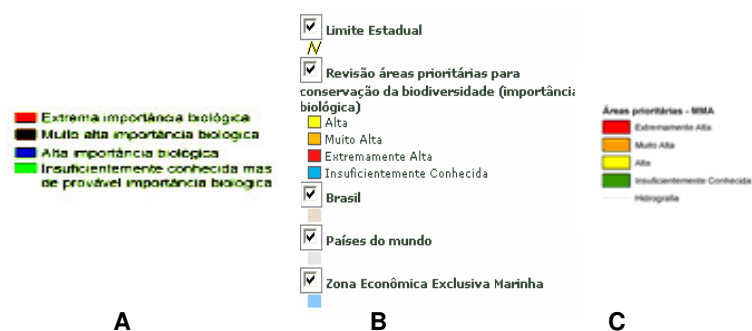 Extrema importância biológica
Muito alta importância biológica
Alta importância biológica
Insuficientemente conhecida mas
de provável importância biológica
A
Limite Estadual
Revisão áreas prioritárias para
conservação da biodiversidade (importância
biológica)
Alta
Muito Alta
Extremamente Alta
Insuficientemente Conhecida
Brasil
Países do mundo
Zona Econômica Exclusiva Marinha
B
Áreas prioritárias - MMA
Extremamente Alta
Muito Alta
Alta
Insuficientemente Conhecida
Hidrografia
C